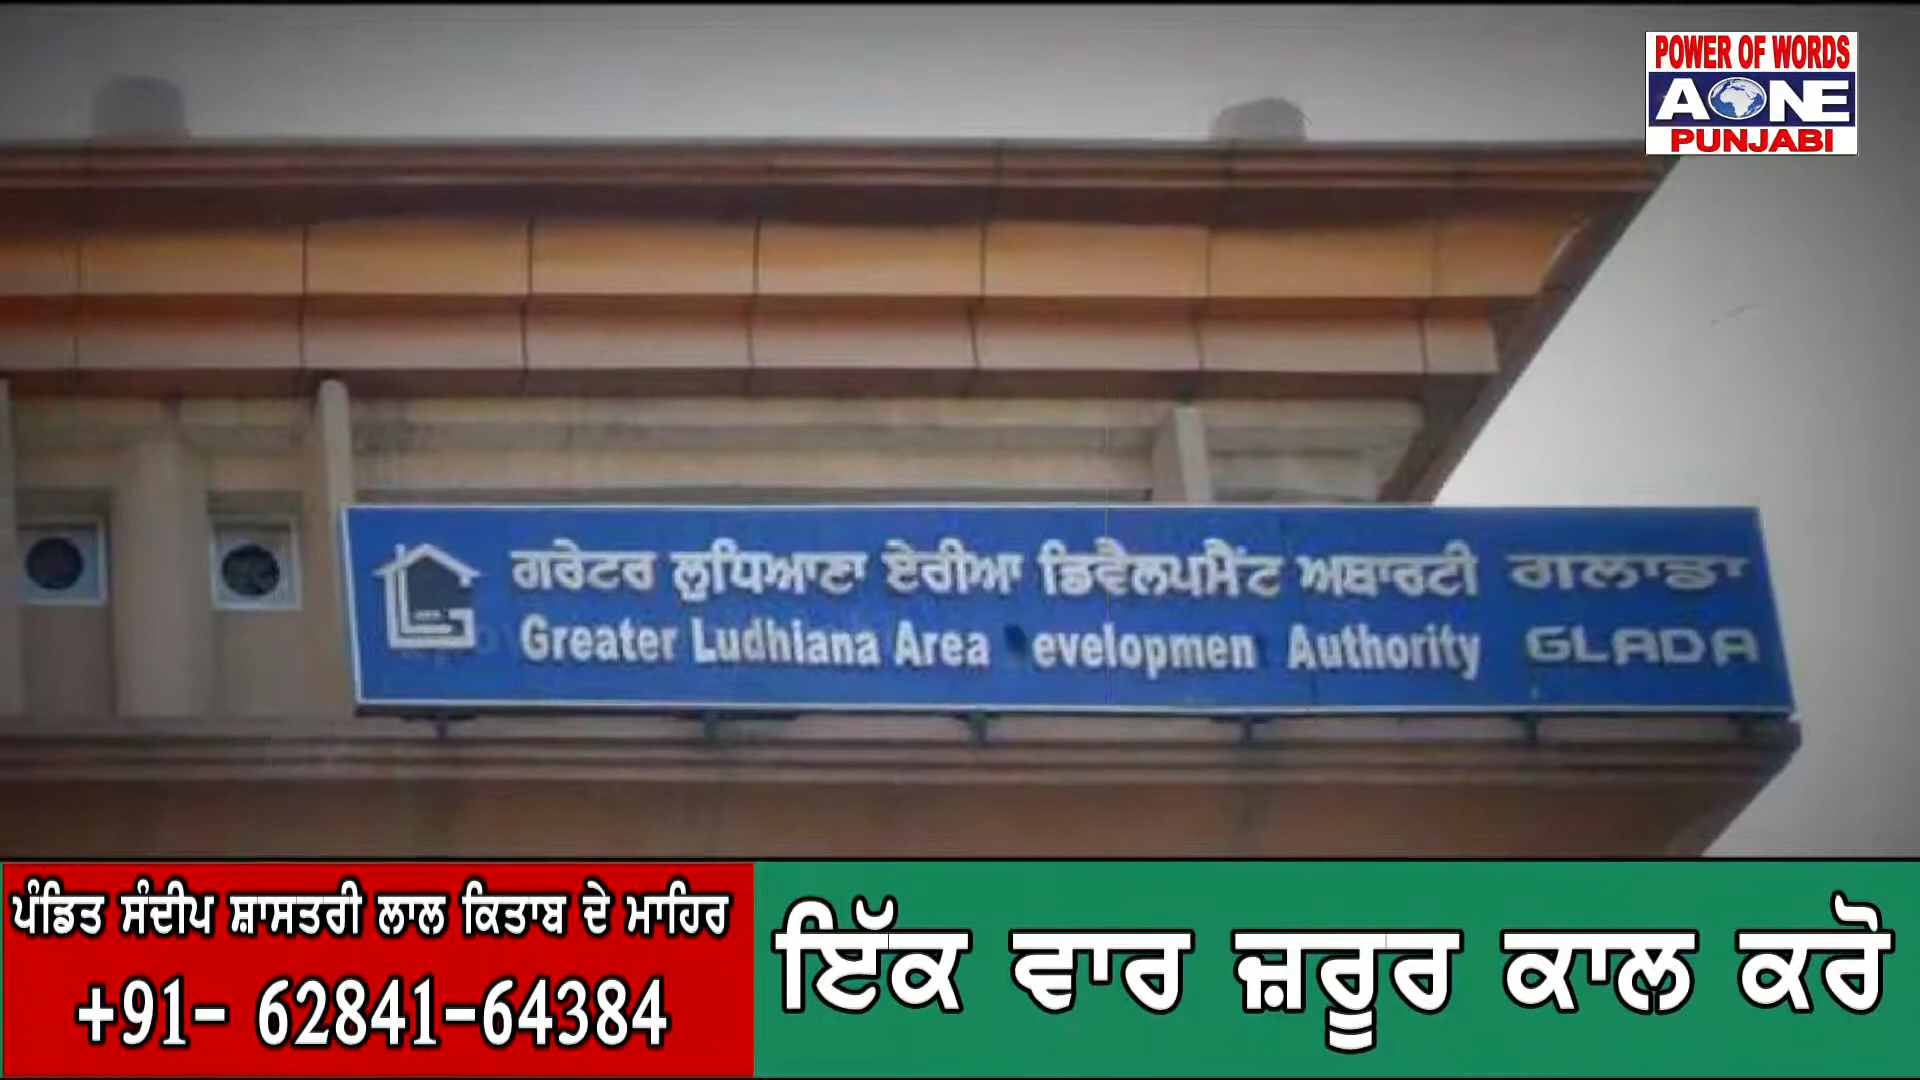 POWER OF WORDS
AONE
PUNJABI
ਗਰੇਟਰ ਲੁਧਿਆਣਾ ਏਰੀਆ ਡਿਵੈਲਪਮੈਂਟ ਅਥਾਰਟੀ ਗਲਾਡਾ
Greater Ludhiana Area evelopmen Authority GLADA
ਪੰਡਿਤ ਸੰਦੀਪ ਸ਼ਾਸਤਰੀ ਲਾਲ ਕਿਤਾਬ ਦੇ ਮਾਹਿਰ
+91- 62841-64384
ਇੱਕ ਵਾਰ ਜ਼ਰੂਰ ਕਾਲ ਕਰੋ